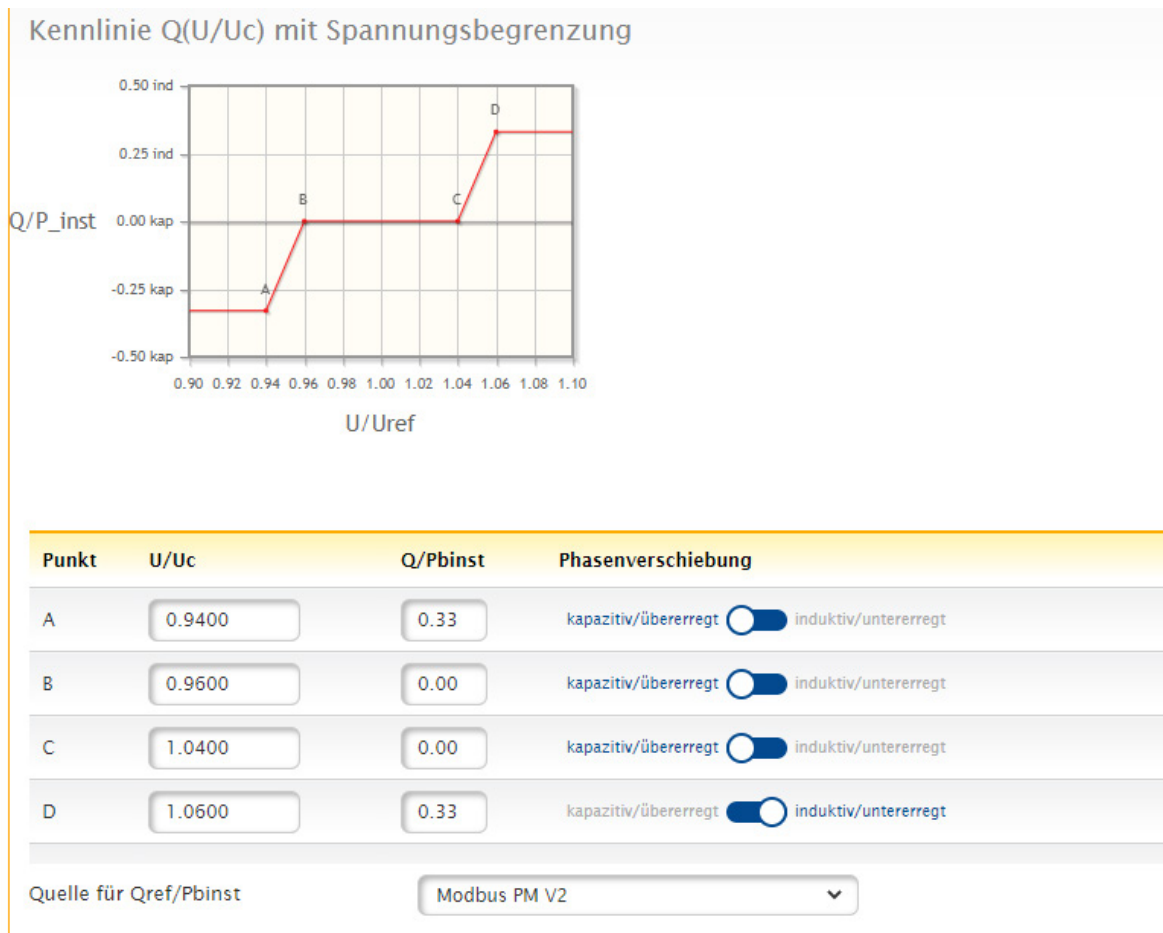 Kennlinie Q(U/Uc) mit Spannungsbegrenzung
0.50 ind
D
0.25 ind
B
C
Q/P_inst 0.00 kap
-0.25 kap
A
-0.50 kap
0.90 0.92 0.94 0.96 0.98 1.00 1.02 1.04 1.06 1.08 1.10
U/Uref
Punkt U/Uc Q/Pbinst Phasenverschiebung
A 0.9400 0.33 kapazitiv/übererregt induktiv/untererregt
B 0.9600 0.00 kapazitiv/übererregt induktiv/untererregt
C 1.0400 0.00 kapazitiv/übererregt induktiv/untererregt
D 1.0600 0.33 kapazitiv/übererregt induktiv/untererregt
Quelle für Qref/Pbinst Modbus PM V2